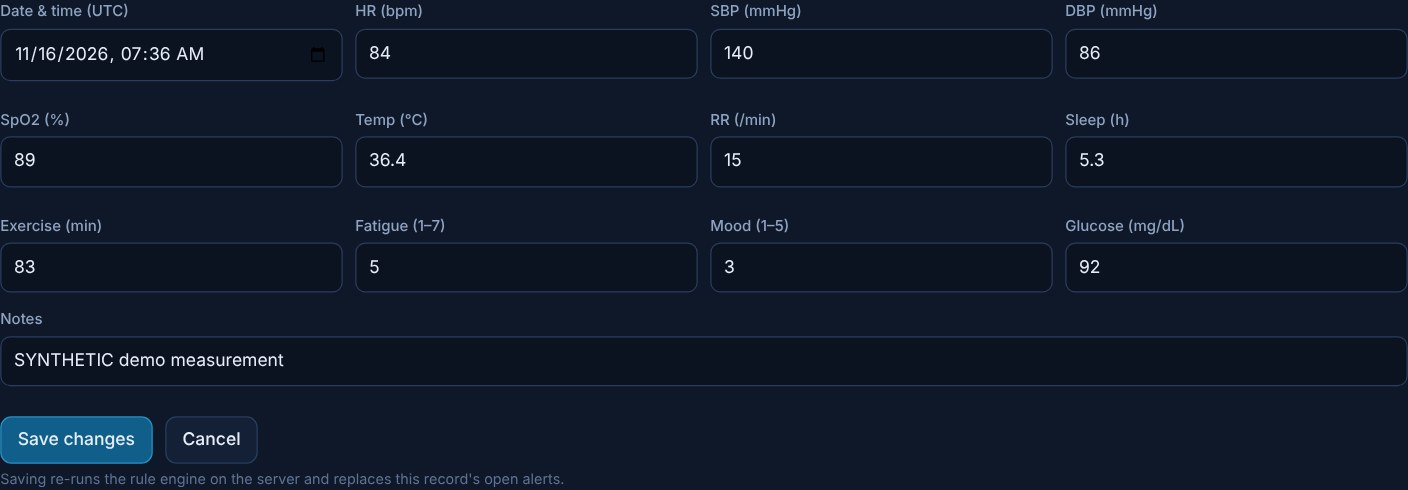 Date & time (UTC) HR (bpm) SBP (mmHg) DBP (mmHg)
11/16/2026, 07:36 AM 84 140 86
SpO2 (%) Temp (°C) RR (/min) Sleep (h)
89 36.4 15 5.3
Exercise (min) Fatigue (1–7) Mood (1–5) Glucose (mg/dL)
83 5 3 92
Notes
SYNTHETIC demo measurement
Save changes Cancel
Saving re-runs the rule engine on the server and replaces this record's open alerts.